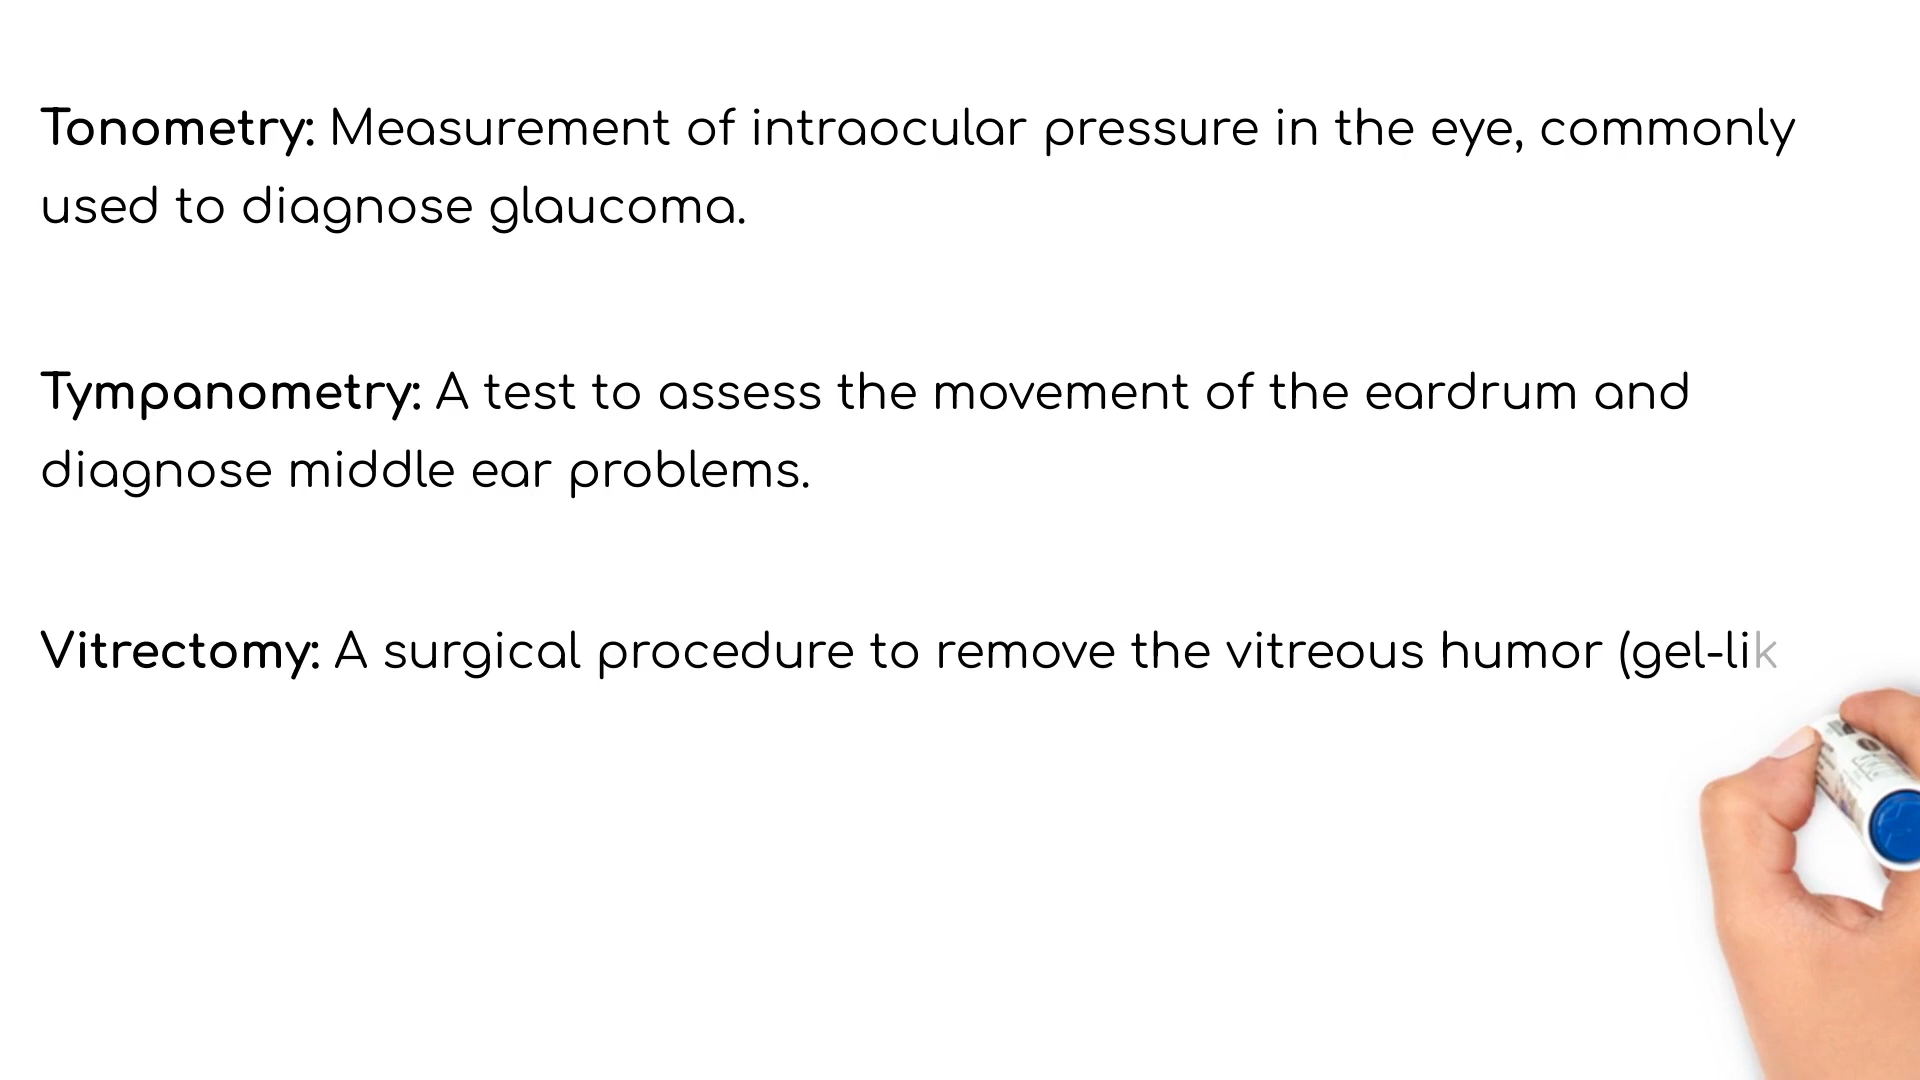 Tonometry: Measurement of intraocular pressure in the eye, commonly
used to diagnose glaucoma.
Tympanometry: A test to assess the movement of the eardrum and
diagnose middle ear problems.
Vitrectomy: A surgical procedure to remove the vitreous humor (gel-lik